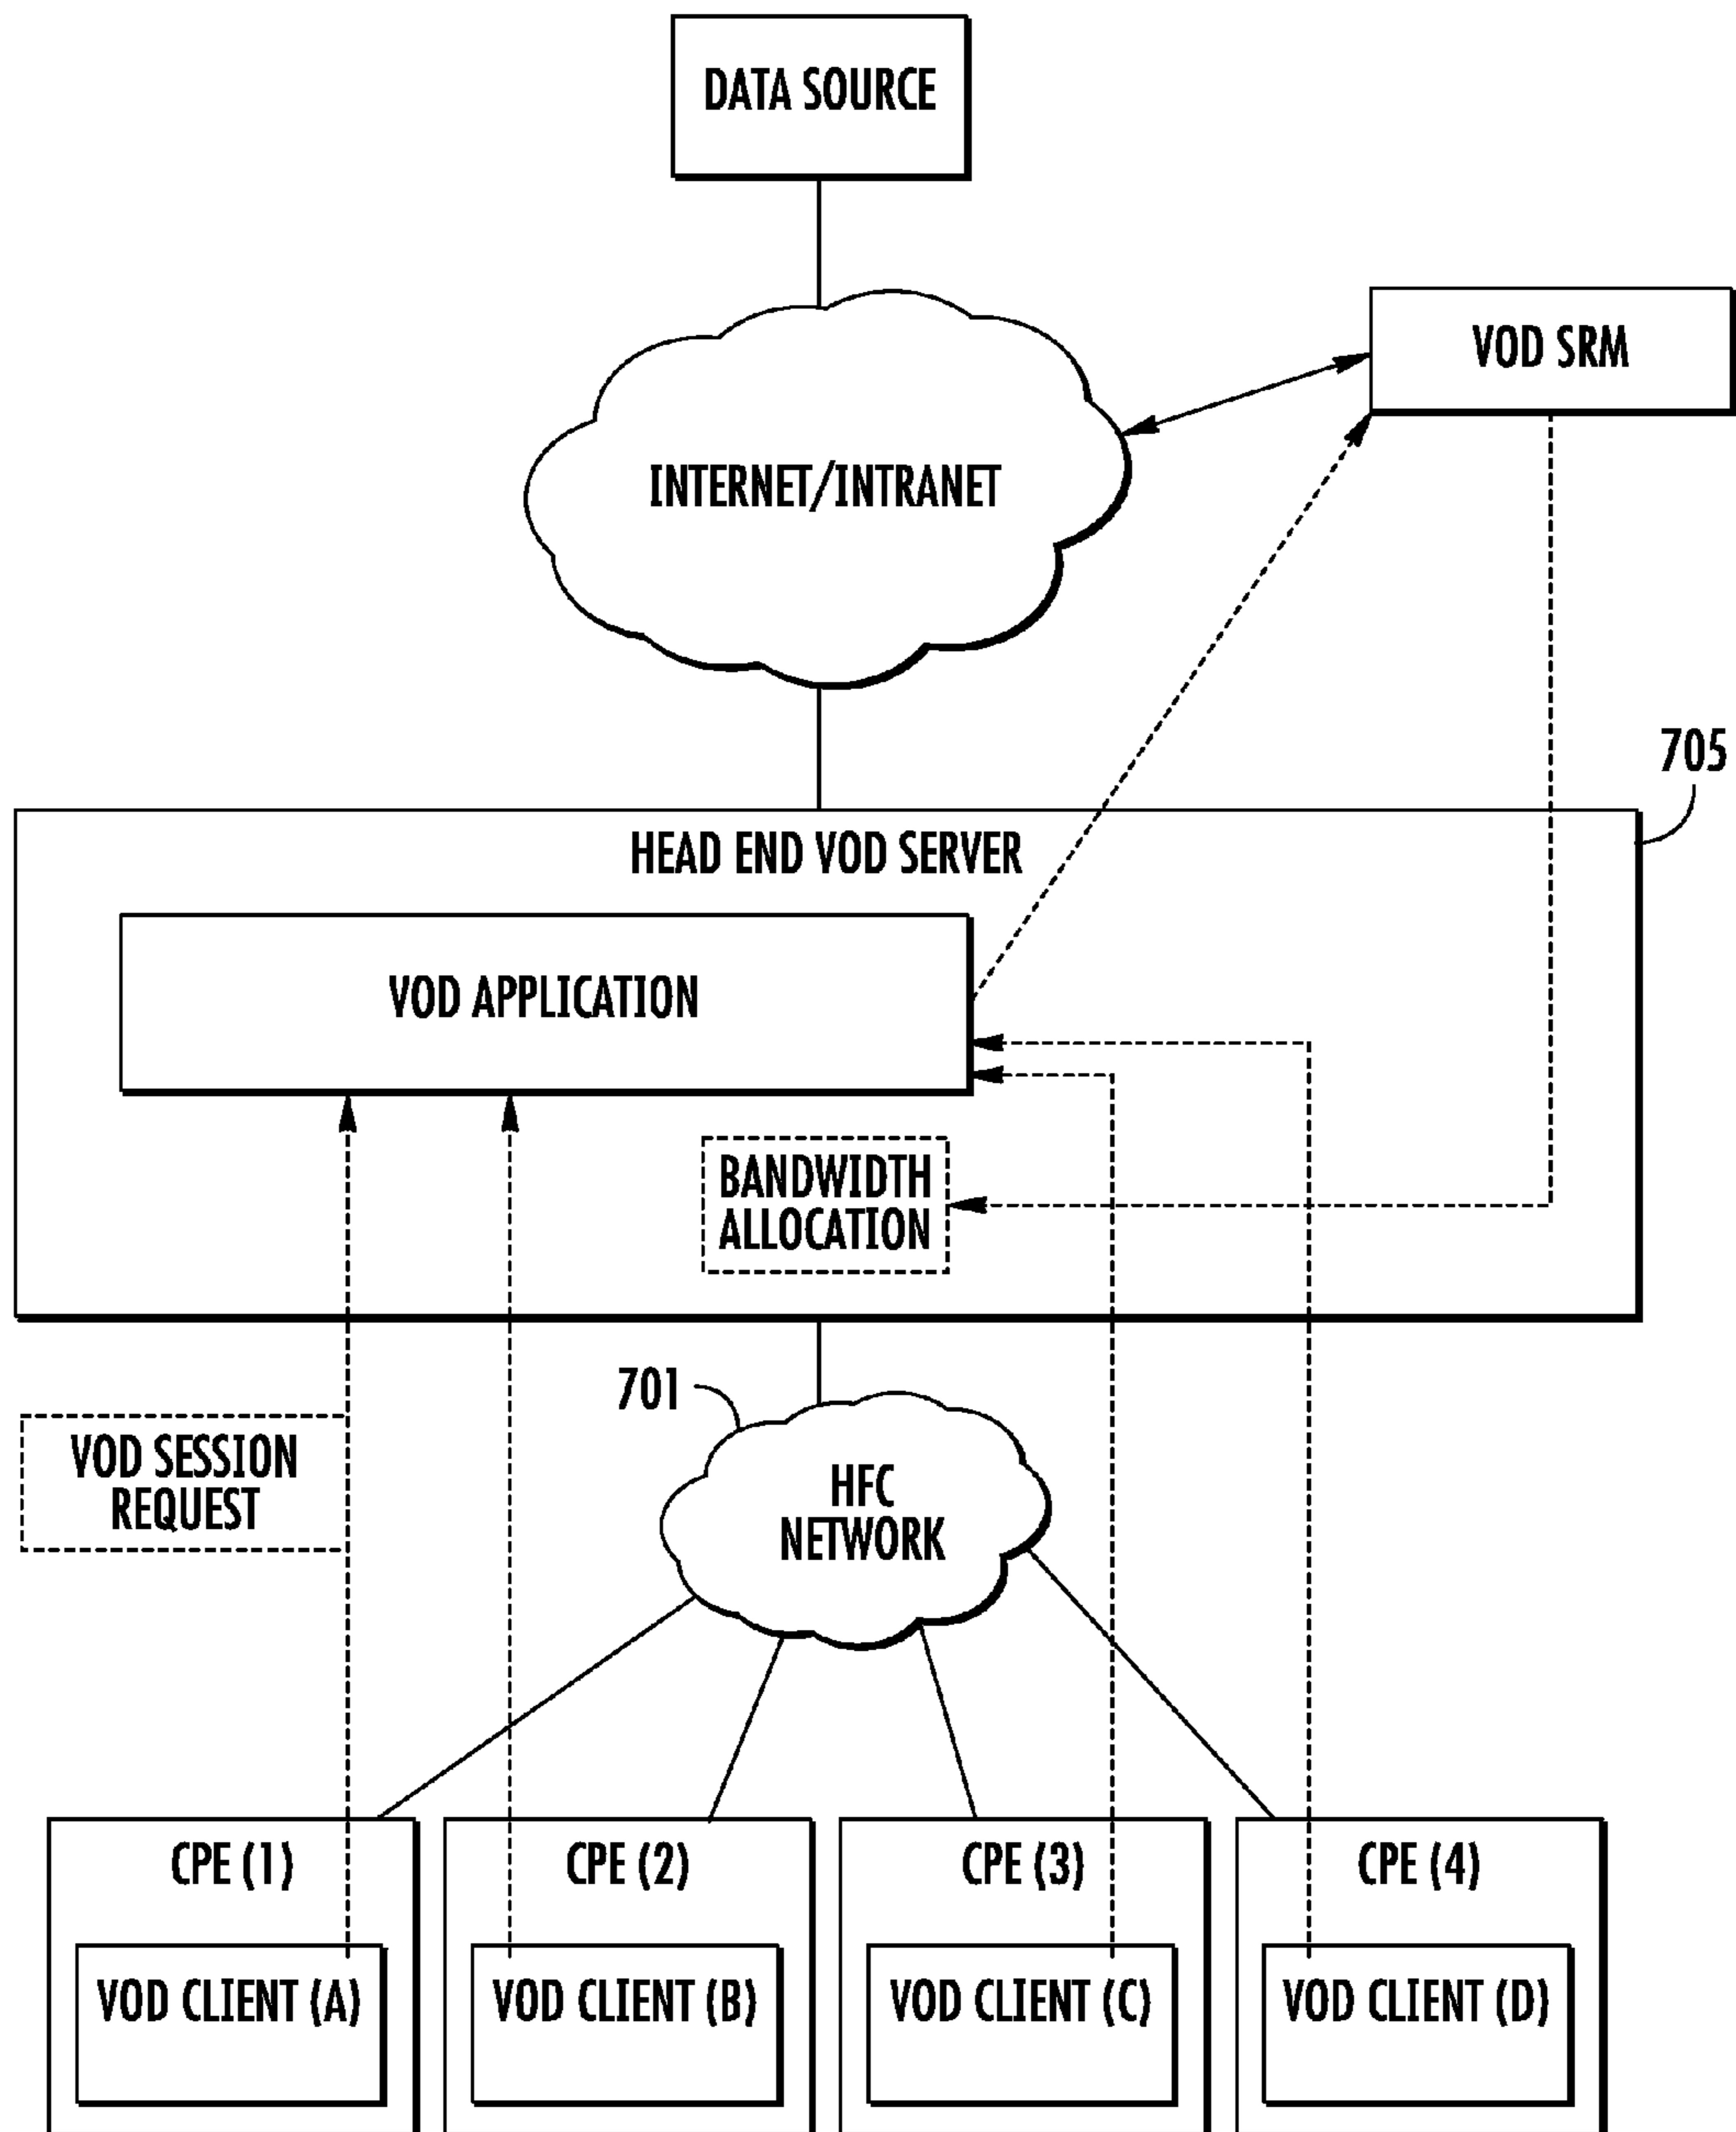 DATA SOURCE
VOD SRM
INTERNET/INTRANET
705
HEAD END VOD SERVER
VOD APPLICATION
BANDWIDTH
ALLOCATION
701
VOD SESSION
REQUEST
HFC
NETWORK
CPE (1)
CPE (2)
CPE (3)
CPE (4)
VOD CLIENT (A)
VOD CLIENT (B)
VOD CLIENT (C)
VOD CLIENT (D)